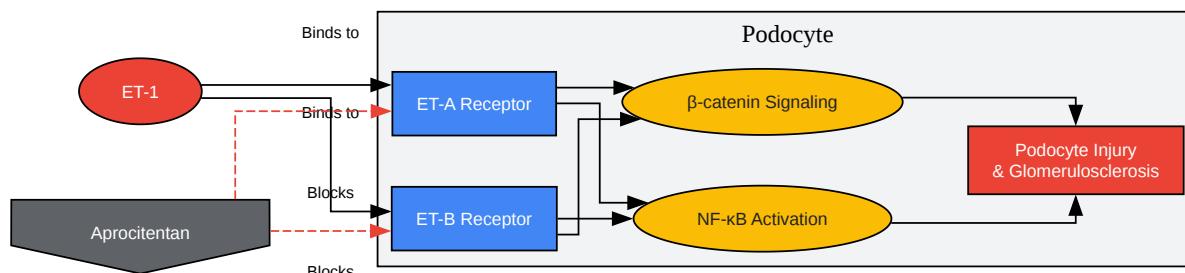 Binds to
Podocyte
ET-1
ET-A Receptor
β-catenin Signaling
Binds to
Podocyte Injury
& Glomerulosclerosis
Blocks
ET-B Receptor
NF-κB Activation
Aprocitentan
Blocks